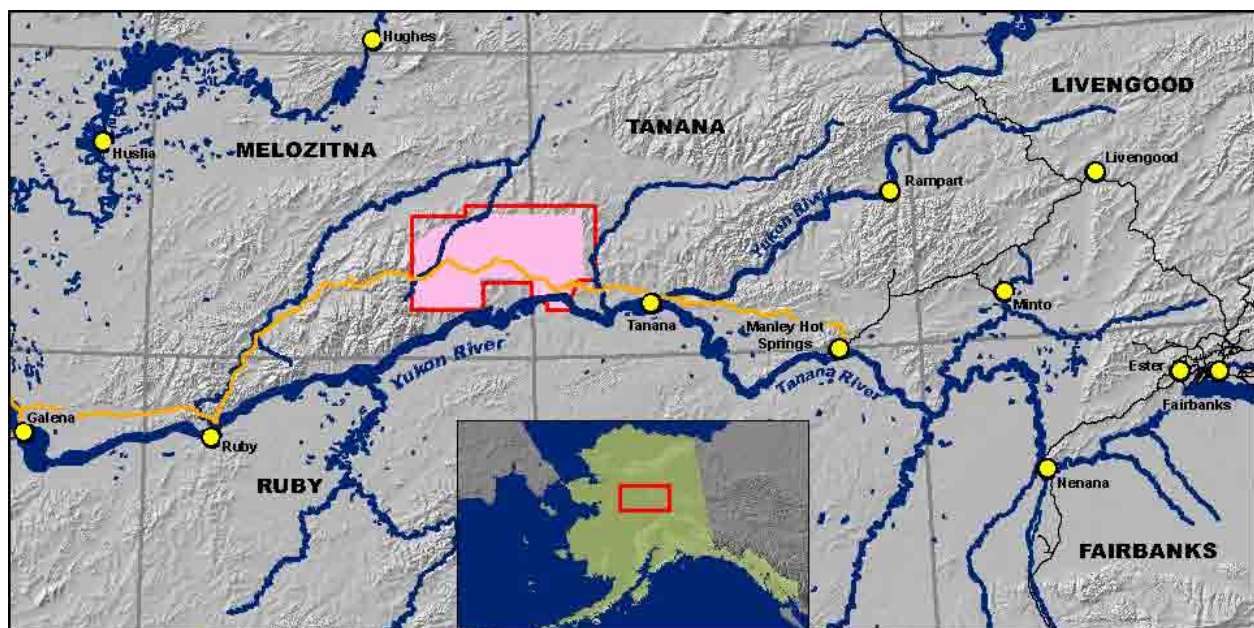 Hughes
LIVENGOOD
TANANA
Huslia
MELOZITNA
Livengood
Rampart
Yukon River
Tanana
Minto
Manley Hot
Springs
Yukon River
Tanana River
Ester
Fairbanks
Galena
Ruby
RUBY
Nenana
FAIRBANKS